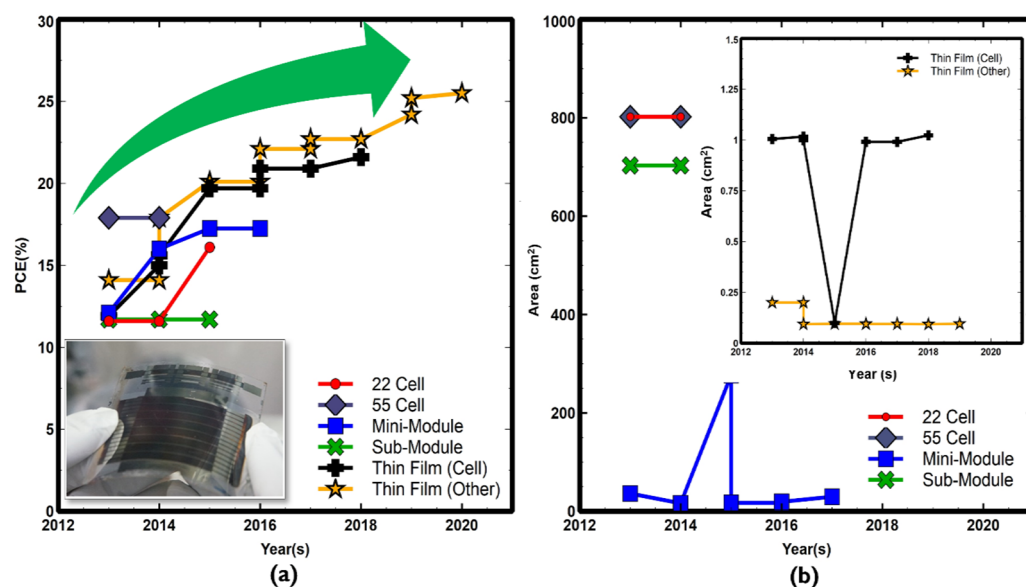 30
25
20
15
10
5
0
PCE(%)
2012
2014
2016
2018
2020
Year(s)
22 Cell
55 Cell
Mini-Module
Sub-Module
Thin Film (Cell)
Thin Film (Other)
(a)
1000
800
600
400
200
0
Area (cm²)
2012
2014
2016
2018
2020
Year(s)
22 Cell
55 Cell
Mini-Module
Sub-Module
1.5
1.25
1
0.75
0.5
0.25
0
Area (cm²)
2012
2014
2016
2018
2020
Year (s)
Thin Film (Cell)
Thin Film (Other)
(b)